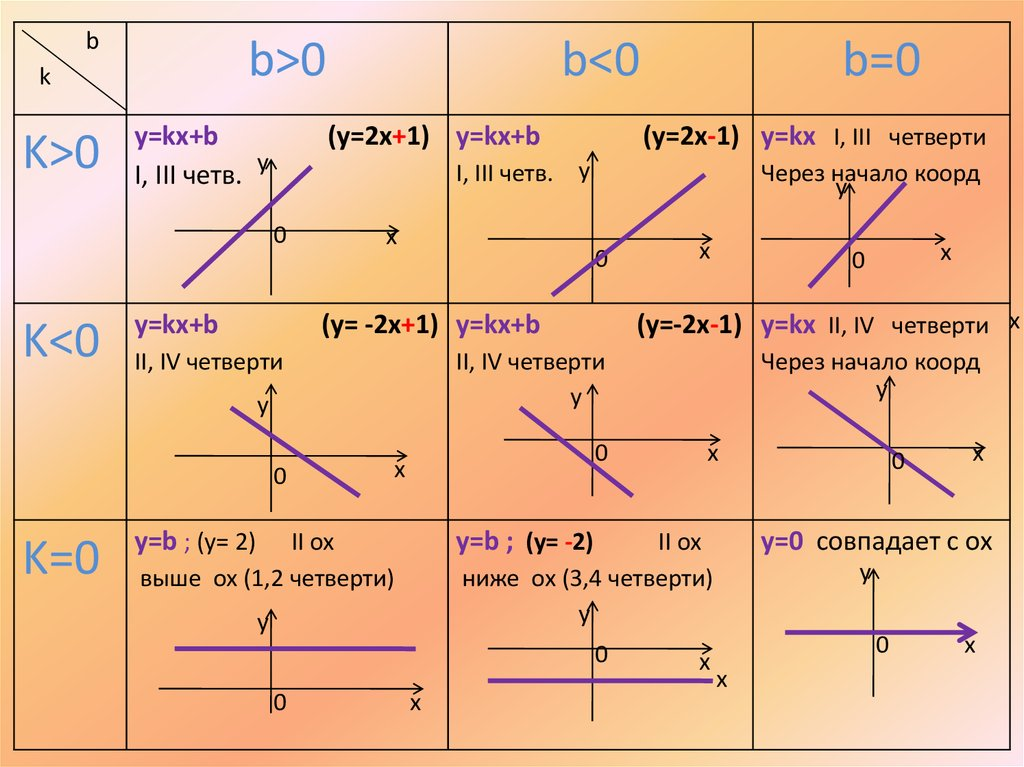 b
k
b>0
b<0
b=0
K>0
y=kx+b (y=2x+1)
I, III четв.
y
0
x
y=kx+b (y=2x-1)
I, III четв.
y
0
x
y=kx I, III четверти
Через начало коорд
y
0
x
K<0
y=kx+b (y= -2x+1)
II, IV четверти
y
0
x
y=kx+b (y=-2x-1)
II, IV четверти
y
0
x
y=kx II, IV четверти
x
Через начало коорд
y
0
x
K=0
y=b ; (y= 2) II ox
выше ox (1,2 четверти)
y
0
x
y=b ; (y= -2) II ox
ниже ox (3,4 четверти)
y
0
x
x
y=0 совпадает с ox
y
0
x